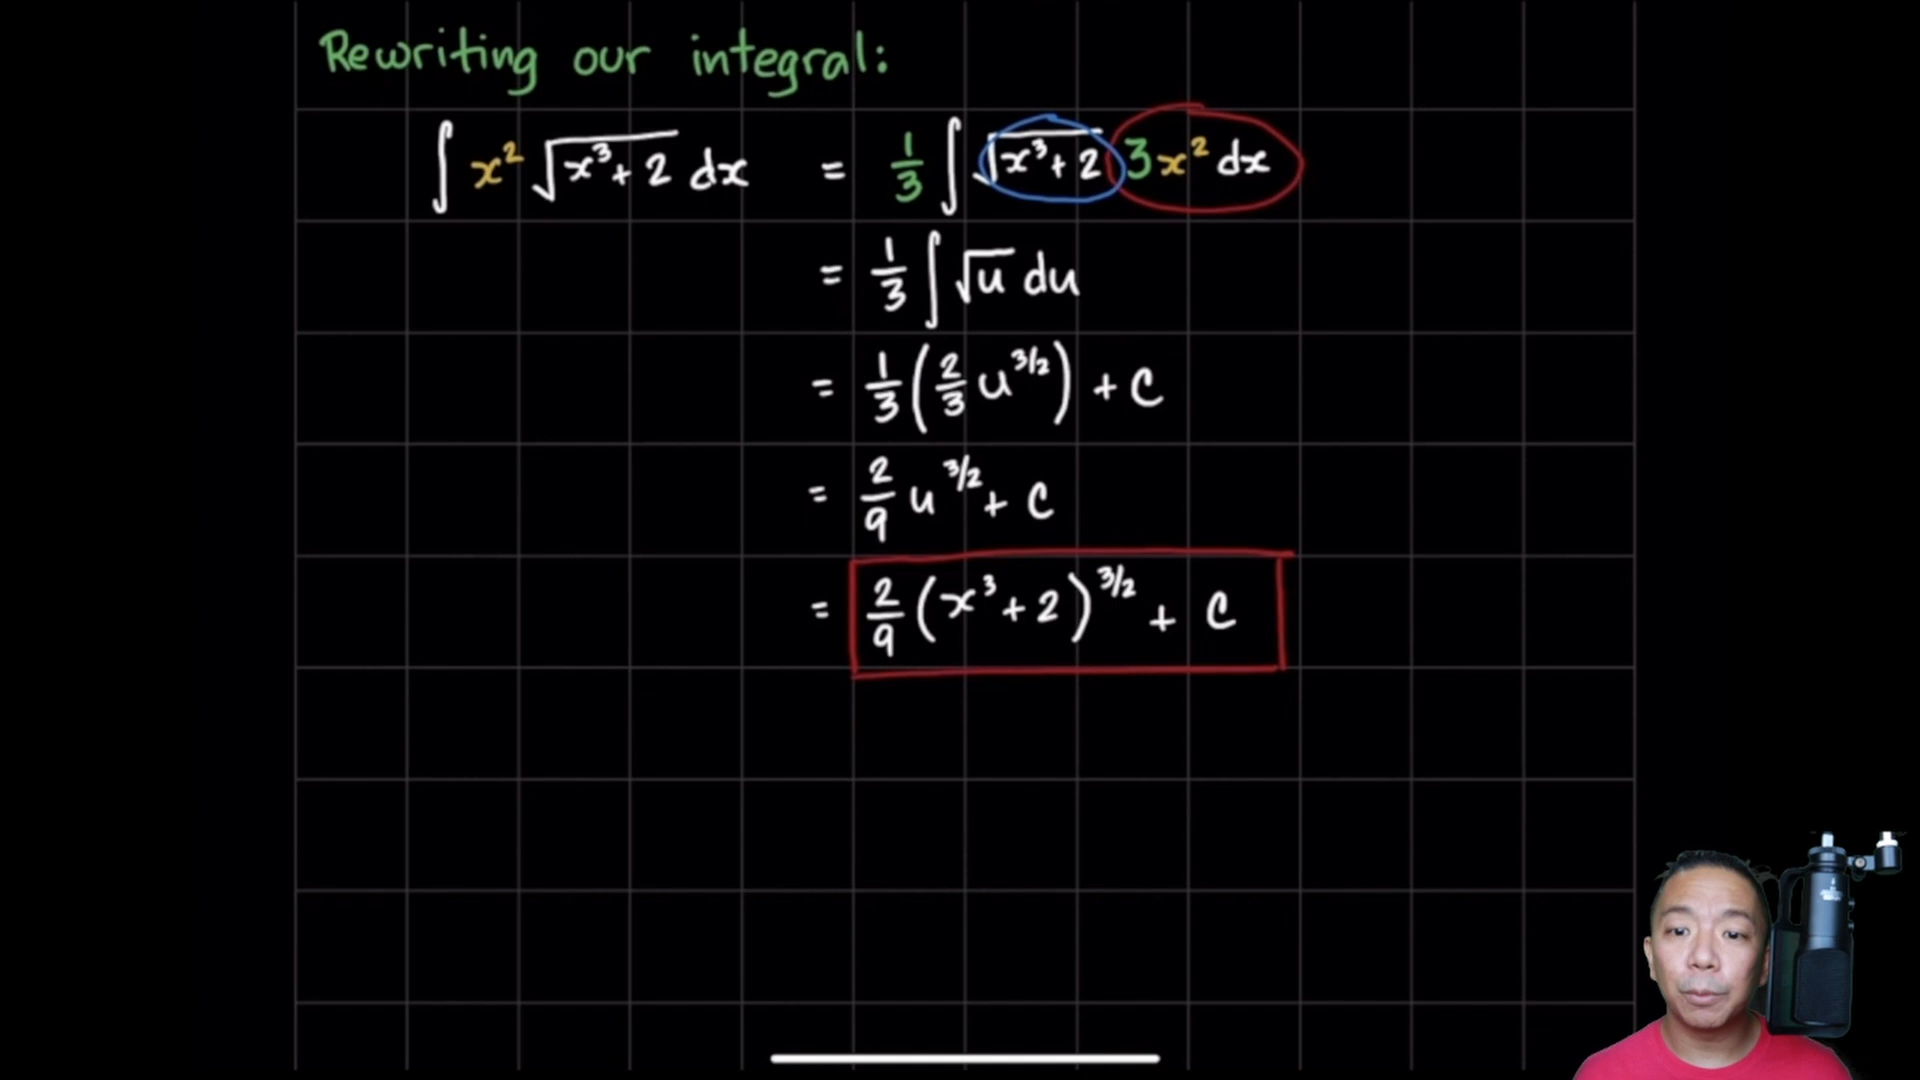 Rewriting our integral:
∫ x² √(x³+2) dx = 1/3 ∫ √(x³+2) 3x² dx
= 1/3 ∫ √u du
= 1/3 (2/3 u^(3/2)) + C
= 2/9 u^(3/2) + C
= 2/9 (x³+2)^(3/2) + C